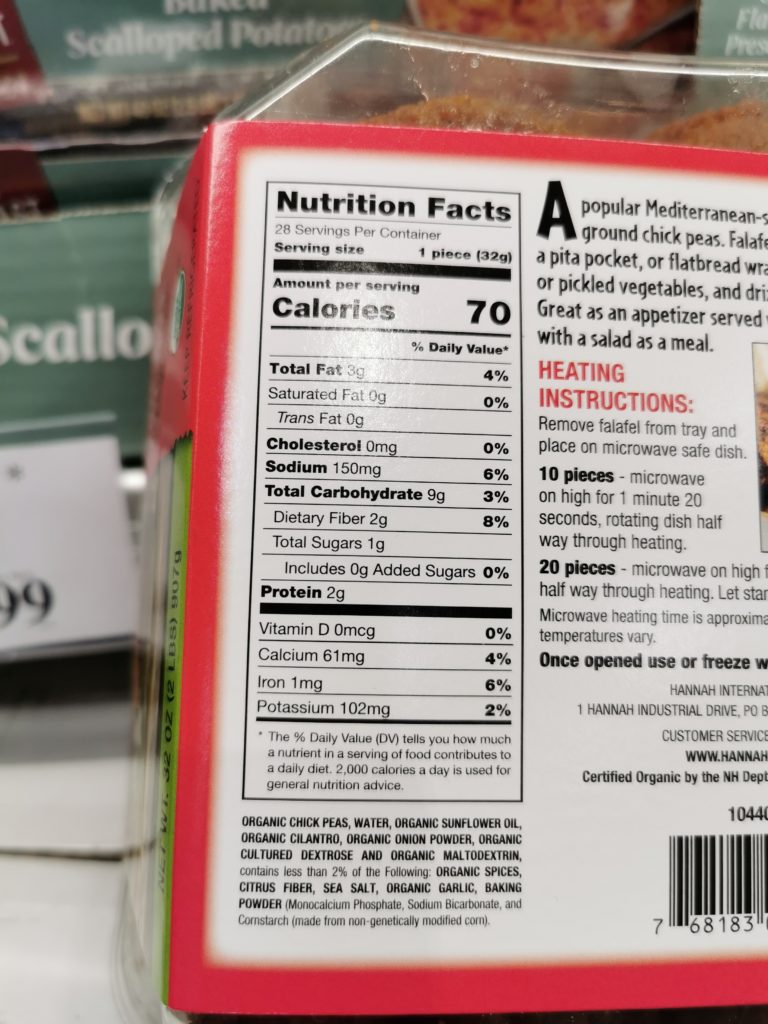 Baked
Scalloped Potatoes
Scallo
99
KEEP REFRIGERATED
NET WT. 32 OZ (2 LBS) 907g
Nutrition Facts
28 Servings Per Container
Serving size 1 piece (32g)
Amount per serving
Calories 70
% Daily Value*
Total Fat 3g 4%
Saturated Fat 0g 0%
Trans Fat 0g
Cholesterol 0mg 0%
Sodium 150mg 6%
Total Carbohydrate 9g 3%
Dietary Fiber 2g 8%
Total Sugars 1g
Includes 0g Added Sugars 0%
Protein 2g
Vitamin D 0mcg 0%
Calcium 61mg 4%
Iron 1mg 6%
Potassium 102mg 2%
* The % Daily Value (DV) tells you how much
a nutrient in a serving of food contributes to
a daily diet. 2,000 calories a day is used for
general nutrition advice.
ORGANIC CHICK PEAS, WATER, ORGANIC SUNFLOWER OIL,
ORGANIC CILANTRO, ORGANIC ONION POWDER, ORGANIC
CULTURED DEXTROSE AND ORGANIC MALTODEXTRIN,
contains less than 2% of the Following: ORGANIC SPICES,
CITRUS FIBER, SEA SALT, ORGANIC GARLIC, BAKING
POWDER (Monocalcium Phosphate, Sodium Bicarbonate, and
Cornstarch (made from non-genetically modified corn).
A popular Mediterranean-s
ground chick peas. Falafe
a pita pocket, or flatbread wra
or pickled vegetables, and dri
Great as an appetizer served
with a salad as a meal.
HEATING
INSTRUCTIONS:
Remove falafel from tray and
place on microwave safe dish.
10 pieces - microwave
on high for 1 minute 20
seconds, rotating dish half
way through heating.
20 pieces - microwave on high f
half way through heating. Let stan
Microwave heating time is approxima
temperatures vary.
Once opened use or freeze w
HANNAH INTERNAT
1 HANNAH INDUSTRIAL DRIVE, PO B
CUSTOMER SERVICE
WWW.HANNAH
Certified Organic by the NH Dept
10440
7 68183